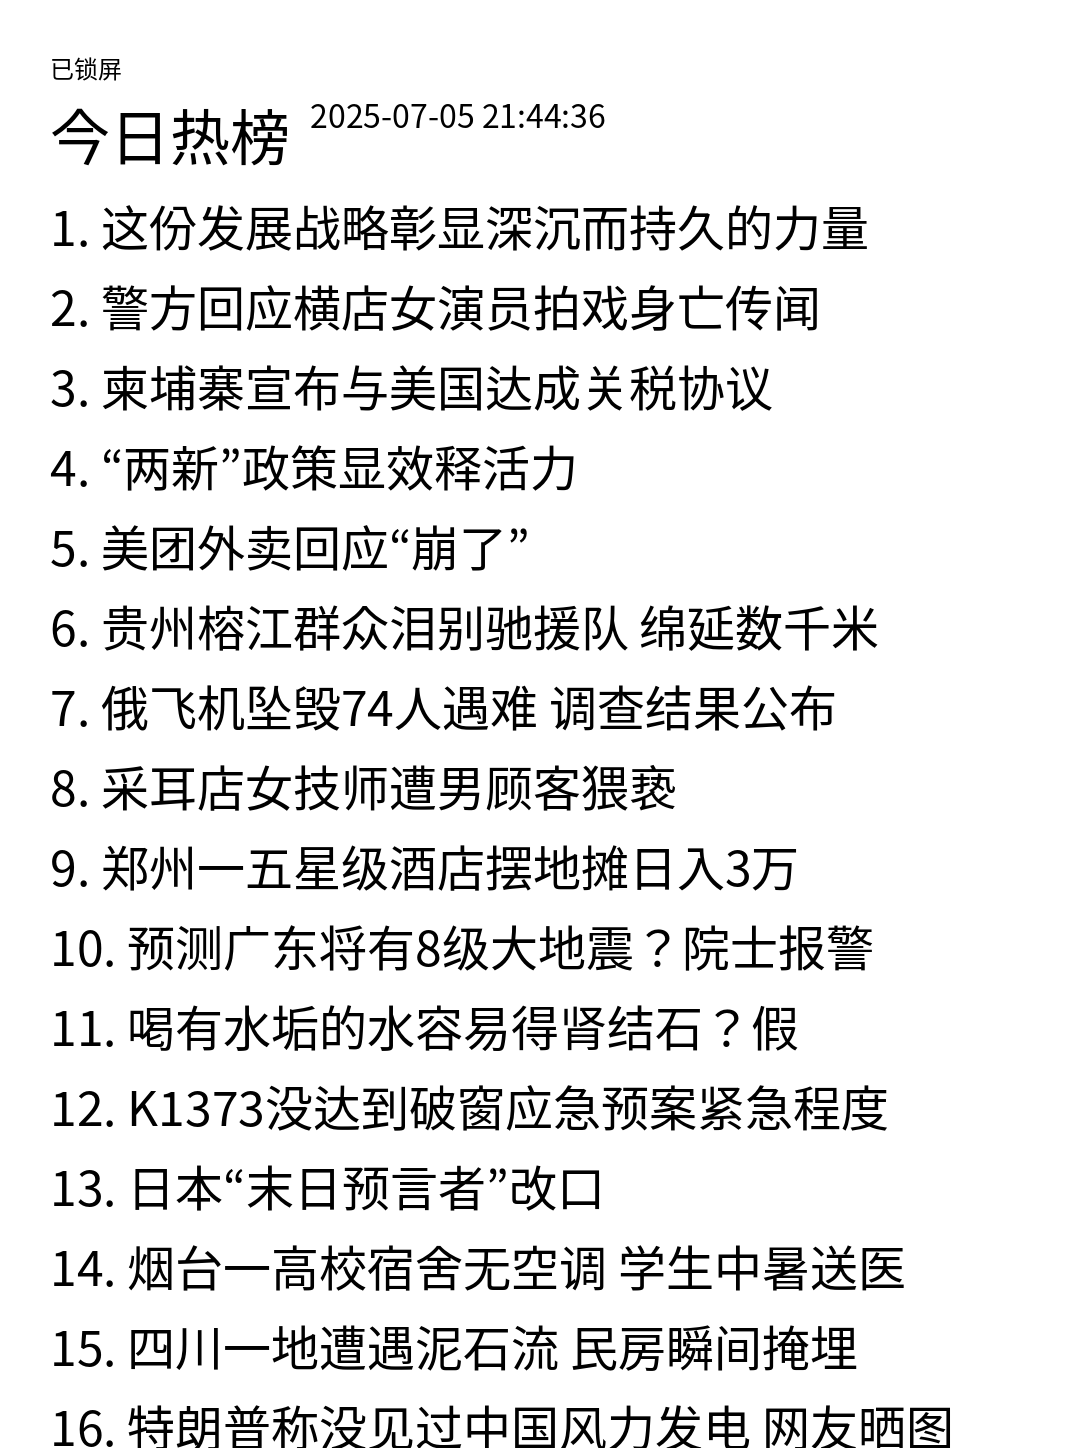 已锁屏
今日热榜 2025-07-05 21:44:36
1. 这份发展战略彰显深沉而持久的力量
2. 警方回应横店女演员拍戏身亡传闻
3. 柬埔寨宣布与美国达成关税协议
4. “两新”政策显效释活力
5. 美团外卖回应“崩了”
6. 贵州榕江群众泪别驰援队 绵延数千米
7. 俄飞机坠毁74人遇难 调查结果公布
8. 采耳店女技师遭男顾客猥亵
9. 郑州一五星级酒店摆地摊日入3万
10. 预测广东将有8级大地震？院士报警
11. 喝有水垢的水容易得肾结石？假
12. K1373没达到破窗应急预案紧急程度
13. 日本“末日预言者”改口
14. 烟台一高校宿舍无空调 学生中暑送医
15. 四川一地遭遇泥石流 民房瞬间掩埋
16. 特朗普称没见过中国风力发电 网友晒图